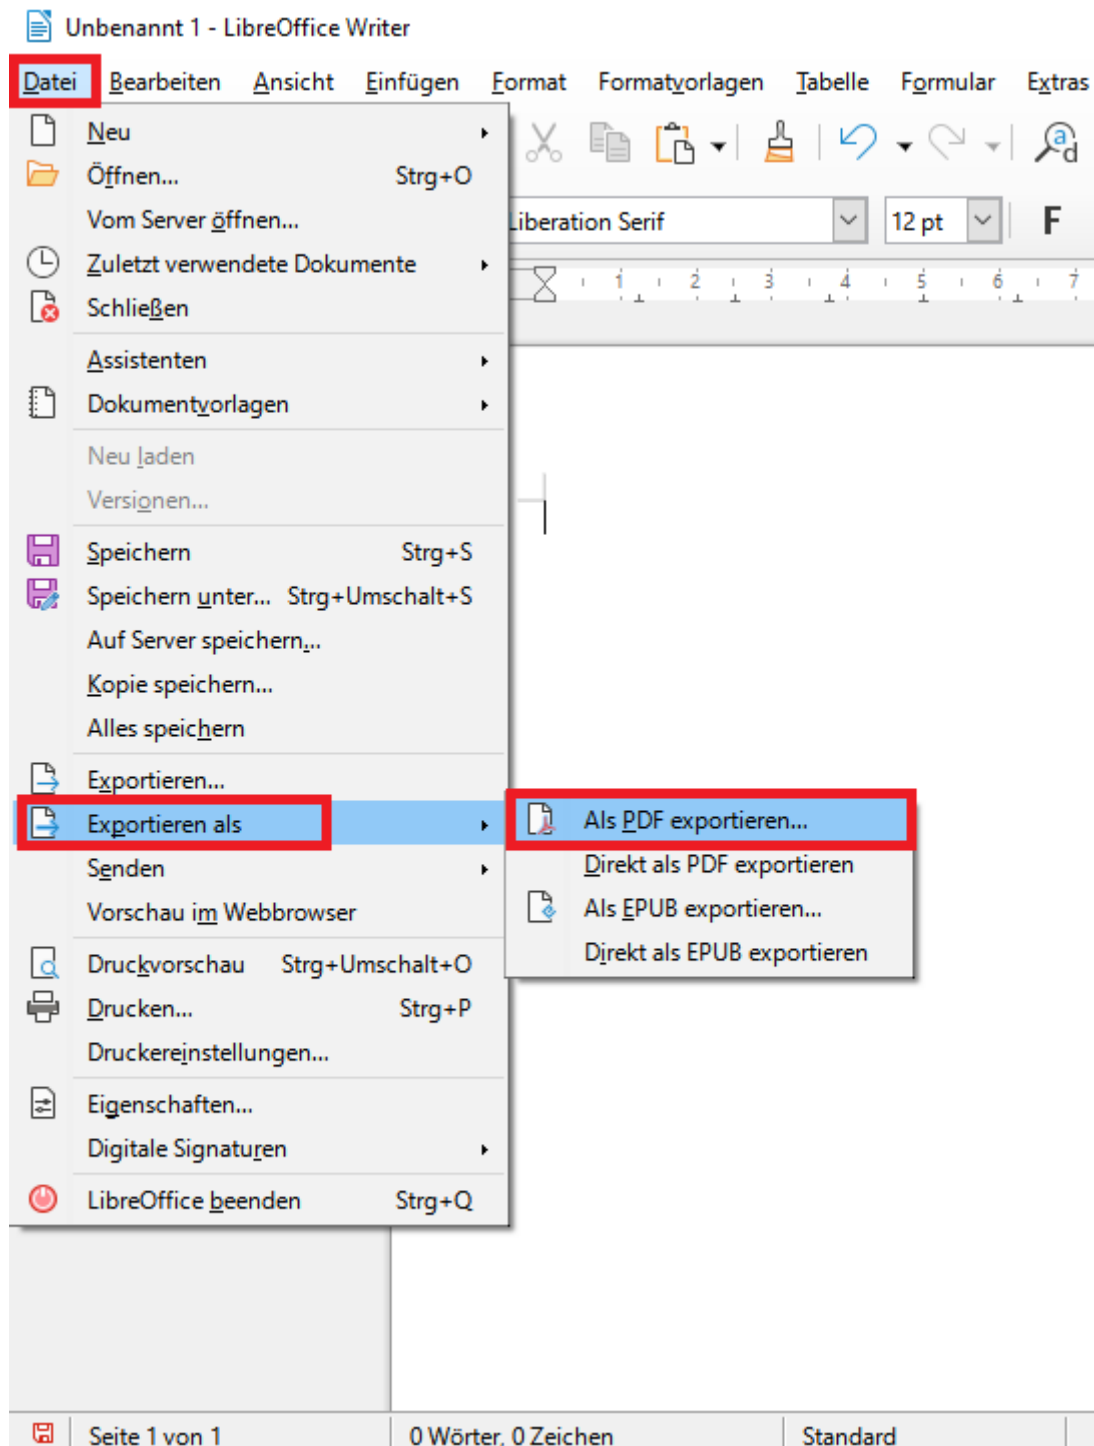 Unbenannt 1 - LibreOffice Writer
Datei Bearbeiten Ansicht Einfügen Format Formatvorlagen Tabelle Formular Extras
Neu
Öffnen... Strg+O
Vom Server öffnen...
Liberation Serif 12 pt F
Zuletzt verwendete Dokumente
1 2 3 4 5 6 7
Schließen
Assistenten
Dokumentvorlagen
Neu laden
Versionen...
Speichern Strg+S
Speichern unter... Strg+Umschalt+S
Auf Server speichern...
Kopie speichern...
Alles speichern
Exportieren...
Exportieren als
Als PDF exportieren...
Senden
Direkt als PDF exportieren
Vorschau im Webbrowser
Als EPUB exportieren...
Direkt als EPUB exportieren
Druckvorschau Strg+Umschalt+O
Drucken... Strg+P
Druckereinstellungen...
Eigenschaften...
Digitale Signaturen
LibreOffice beenden Strg+Q
Seite 1 von 1 0 Wörter, 0 Zeichen Standard